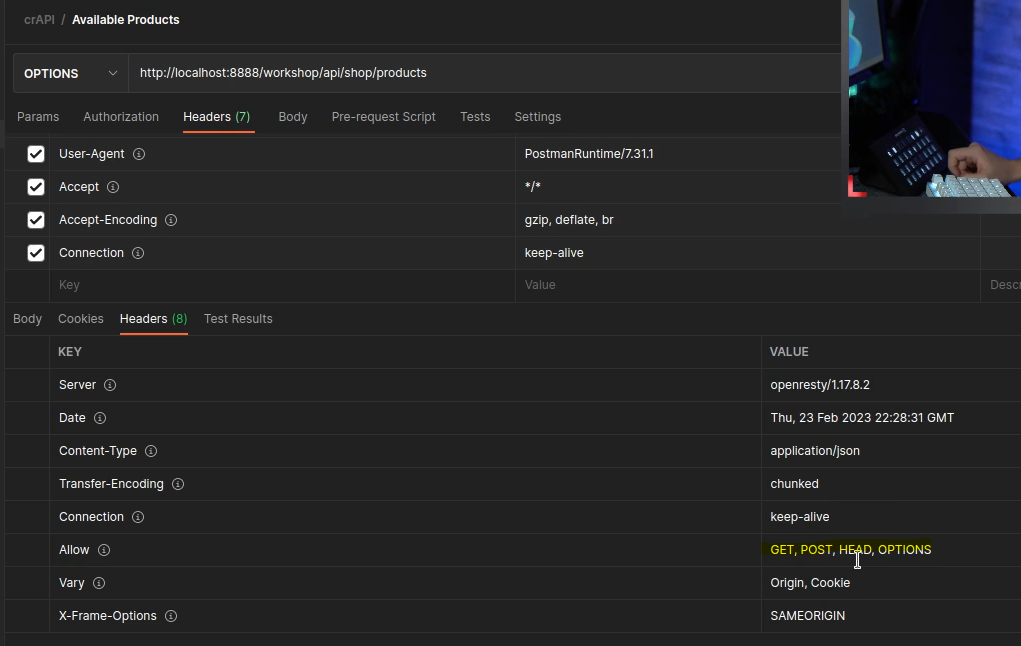 crAPI / Available Products
OPTIONS http://localhost:8888/workshop/api/shop/products
Params Authorization Headers (7) Body Pre-request Script Tests Settings
User-Agent PostmanRuntime/7.31.1
Accept */*
Accept-Encoding gzip, deflate, br
Connection keep-alive
Key Value Descr
Body Cookies Headers (8) Test Results
KEY VALUE
Server openresty/1.17.8.2
Date Thu, 23 Feb 2023 22:28:31 GMT
Content-Type application/json
Transfer-Encoding chunked
Connection keep-alive
Allow GET, POST, HEAD, OPTIONS
Vary Origin, Cookie
X-Frame-Options SAMEORIGIN